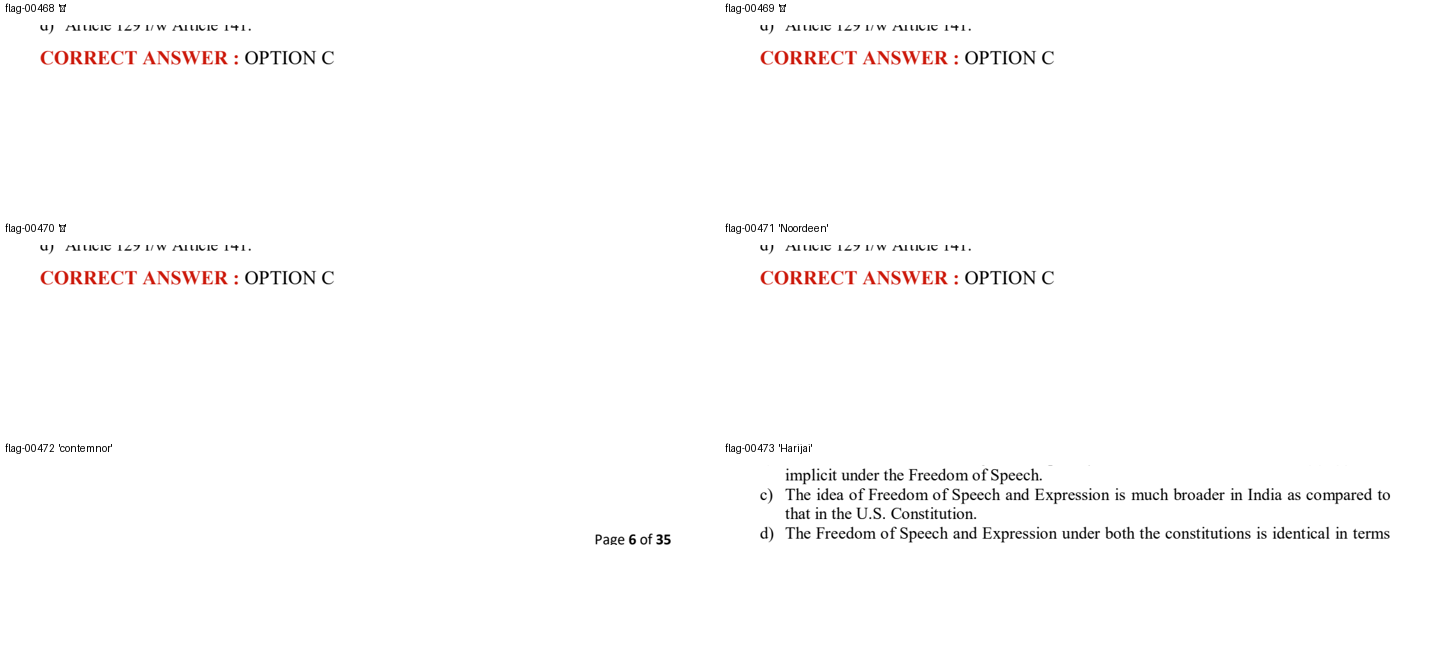 flag-00468
flag-00469
d) Article 129 r/w Article 141.
d) Article 129 r/w Article 141.
CORRECT ANSWER : OPTION C
CORRECT ANSWER : OPTION C
flag-00470
flag-00471 'Noordeen'
d) Article 129 r/w Article 141.
d) Article 129 r/w Article 141.
CORRECT ANSWER : OPTION C
CORRECT ANSWER : OPTION C
flag-00472 'contemnor'
Page 6 of 35
flag-00473 'Harijai'
implicit under the Freedom of Speech.
c) The idea of Freedom of Speech and Expression is much broader in India as compared to
that in the U.S. Constitution.
d) The Freedom of Speech and Expression under both the constitutions is identical in terms